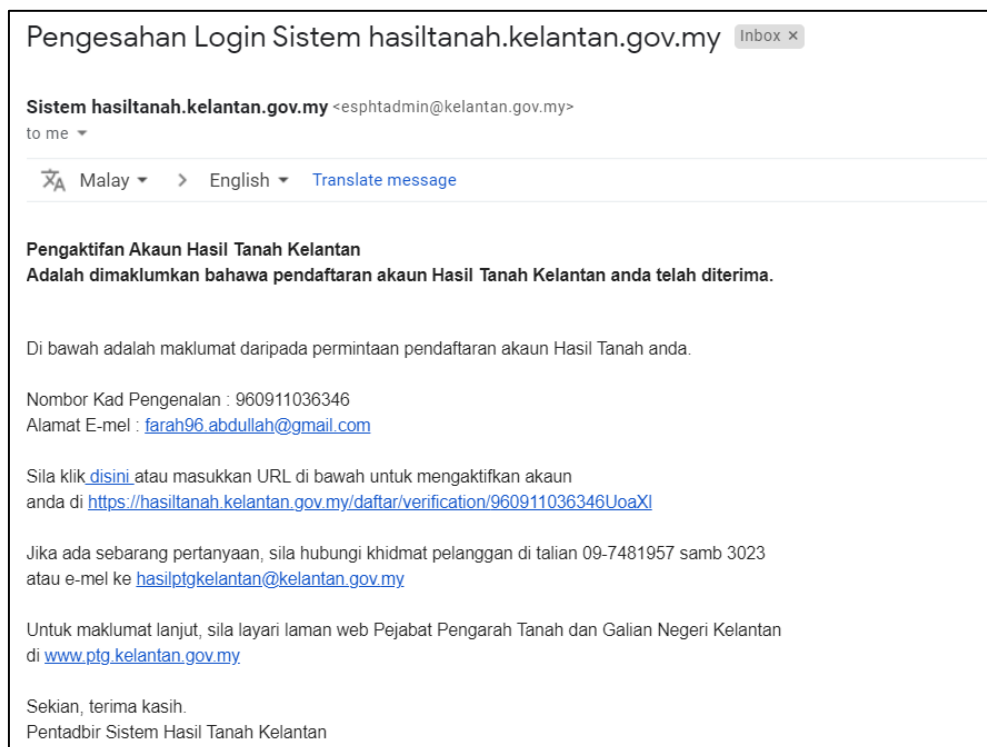 Pengesahan Login Sistem hasiltanah.kelantan.gov.my Inbox ×
Sistem hasiltanah.kelantan.gov.my <esphtadmin@kelantan.gov.my>
to me
Malay > English Translate message
Pengaktifan Akaun Hasil Tanah Kelantan
Adalah dimaklumkan bahawa pendaftaran akaun Hasil Tanah Kelantan anda telah diterima.
Di bawah adalah maklumat daripada permintaan pendaftaran akaun Hasil Tanah anda.
Nombor Kad Pengenalan : 960911036346
Alamat E-mel : farah96.abdullah@gmail.com
Sila klik disini atau masukkan URL di bawah untuk mengaktifkan akaun
anda di https://hasiltanah.kelantan.gov.my/daftar/verification/960911036346UoaXl
Jika ada sebarang pertanyaan, sila hubungi khidmat pelanggan di talian 09-7481957 samb 3023
atau e-mel ke hasilptgkelantan@kelantan.gov.my
Untuk maklumat lanjut, sila layari laman web Pejabat Pengarah Tanah dan Galian Negeri Kelantan
di www.ptg.kelantan.gov.my
Sekian, terima kasih.
Pentadbir Sistem Hasil Tanah Kelantan